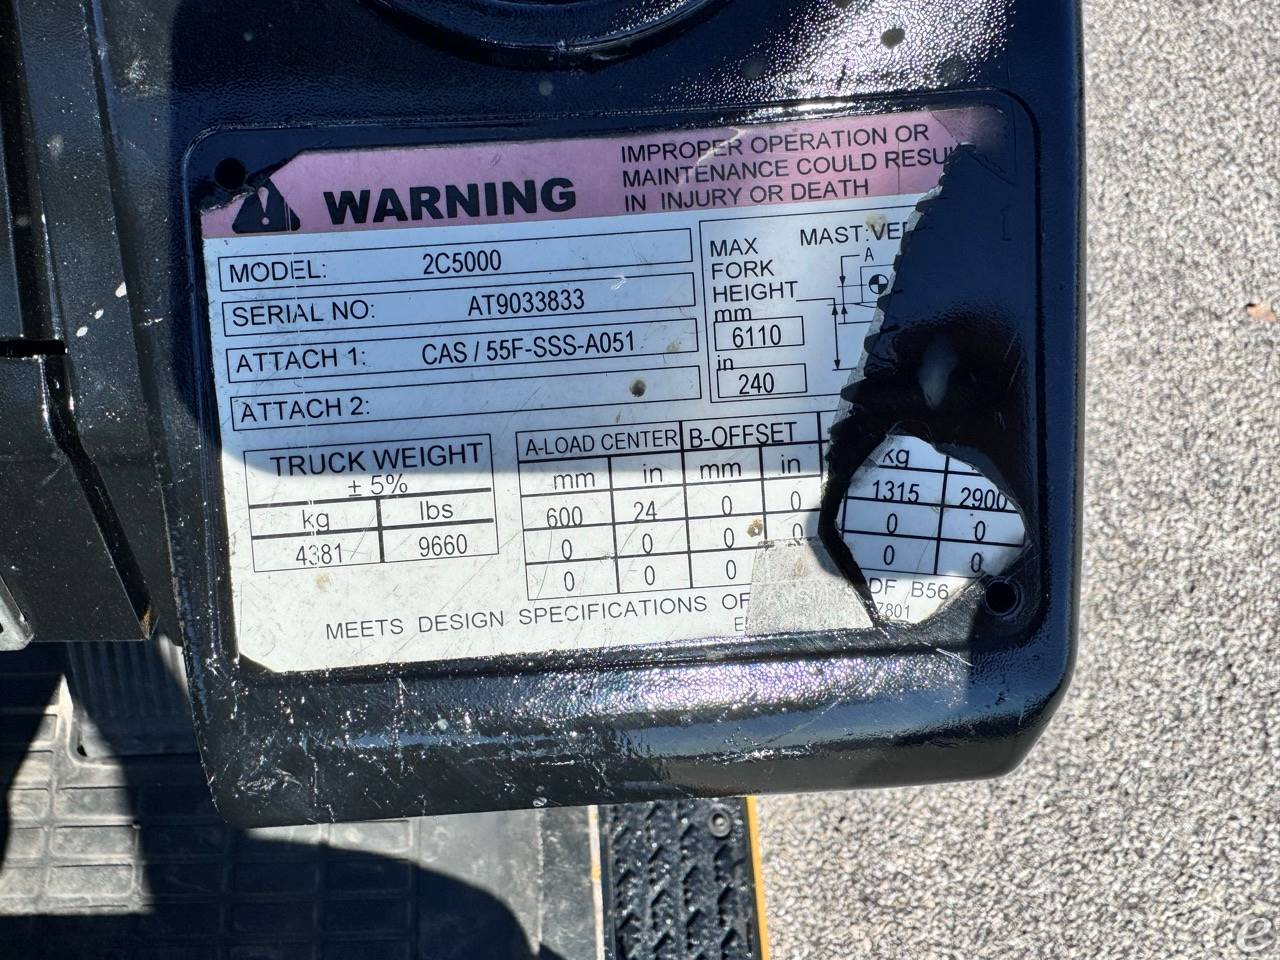 WARNING
IMPROPER OPERATION OR
MAINTENANCE COULD RESU
IN INJURY OR DEATH
MODEL: 2C5000
SERIAL NO: AT9033833
ATTACH 1: CAS / 55F-SSS-A051
ATTACH 2:
MAX
FORK
HEIGHT
mm
6110
in
240
MAST:VER
A
TRUCK WEIGHT
± 5%
kg lbs
4381 9660
A-LOAD CENTER B-OFFSET
mm in mm in kg
600 24 0 0 1315 2900
0 0 0 0 0 0
0 0 0 0 0
MEETS DESIGN SPECIFICATIONS OF DF B56
7801
e